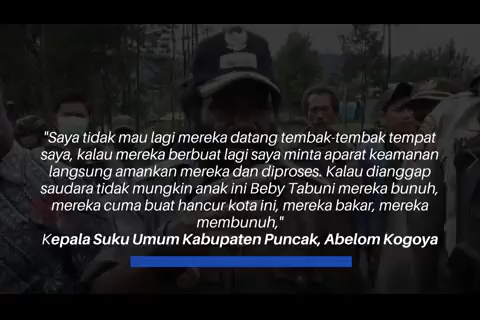 "Saya tidak mau lagi mereka datang tembak-tembak tempat
saya, kalau mereka berbuat lagi saya minta aparat keamanan
langsung amankan mereka dan diproses. Kalau dianggap
saudara tidak mungkin anak ini Beby Tabuni mereka bunuh,
mereka cuma buat hancur kota ini, mereka bakar, mereka
membunuh,"
Kepala Suku Umum Kabupaten Puncak, Abelom Kogoya